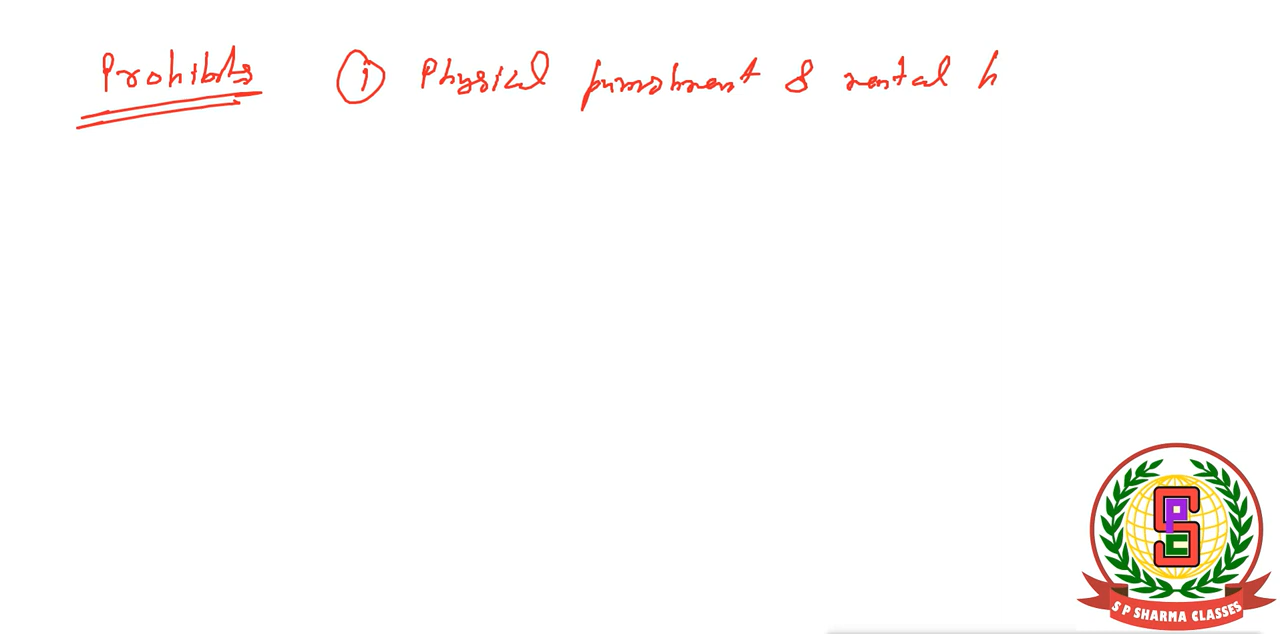 Prohibits (i) Physical punishment & mental h
S P SHARMA CLASSES